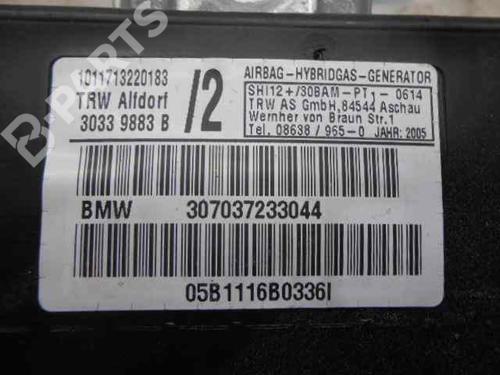 1011713220183
TRW Alfdorf
3033 9883 B
/2
AIRBAG-HYBRIDGAS-GENERATOR
SHI12+/30BAM-PT1-0614
TRW AS GmbH,84544 Aschau
Wernher von Braun Str.1
Tel. 08638/965-0 JAHR: 2005
BMW 307037233044
05B1116B0336I